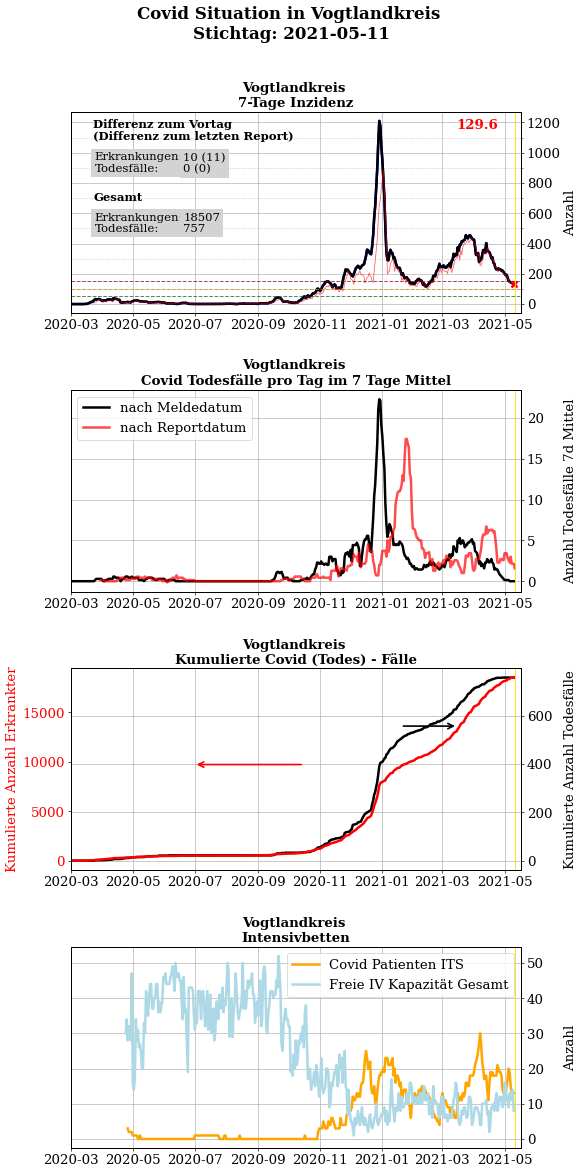 Covid Situation in Vogtlandkreis
Stichtag: 2021-05-11
Vogtlandkreis
7-Tage Inzidenz
Differenz zum Vortag
(Differenz zum letzten Report)
Erkrankungen 10 (11)
Todesfälle: 0 (0)
Gesamt
Erkrankungen 18507
Todesfälle: 757
129.6
1200
1000
800
600
400
200
0
Anzahl
2020-03 2020-05 2020-07 2020-09 2020-11 2021-01 2021-03 2021-05
Vogtlandkreis
Covid Todesfälle pro Tag im 7 Tage Mittel
nach Meldedatum
nach Reportdatum
20
15
10
5
0
Anzahl Todesfälle 7d Mittel
2020-03 2020-05 2020-07 2020-09 2020-11 2021-01 2021-03 2021-05
Vogtlandkreis
Kumulierte Covid (Todes) - Fälle
Kumulierte Anzahl Erkrankter
15000
10000
5000
0
600
400
200
0
Kumulierte Anzahl Todesfälle
2020-03 2020-05 2020-07 2020-09 2020-11 2021-01 2021-03 2021-05
Vogtlandkreis
Intensivbetten
Covid Patienten ITS
Freie IV Kapazität Gesamt
50
40
30
20
10
0
Anzahl
2020-03 2020-05 2020-07 2020-09 2020-11 2021-01 2021-03 2021-05